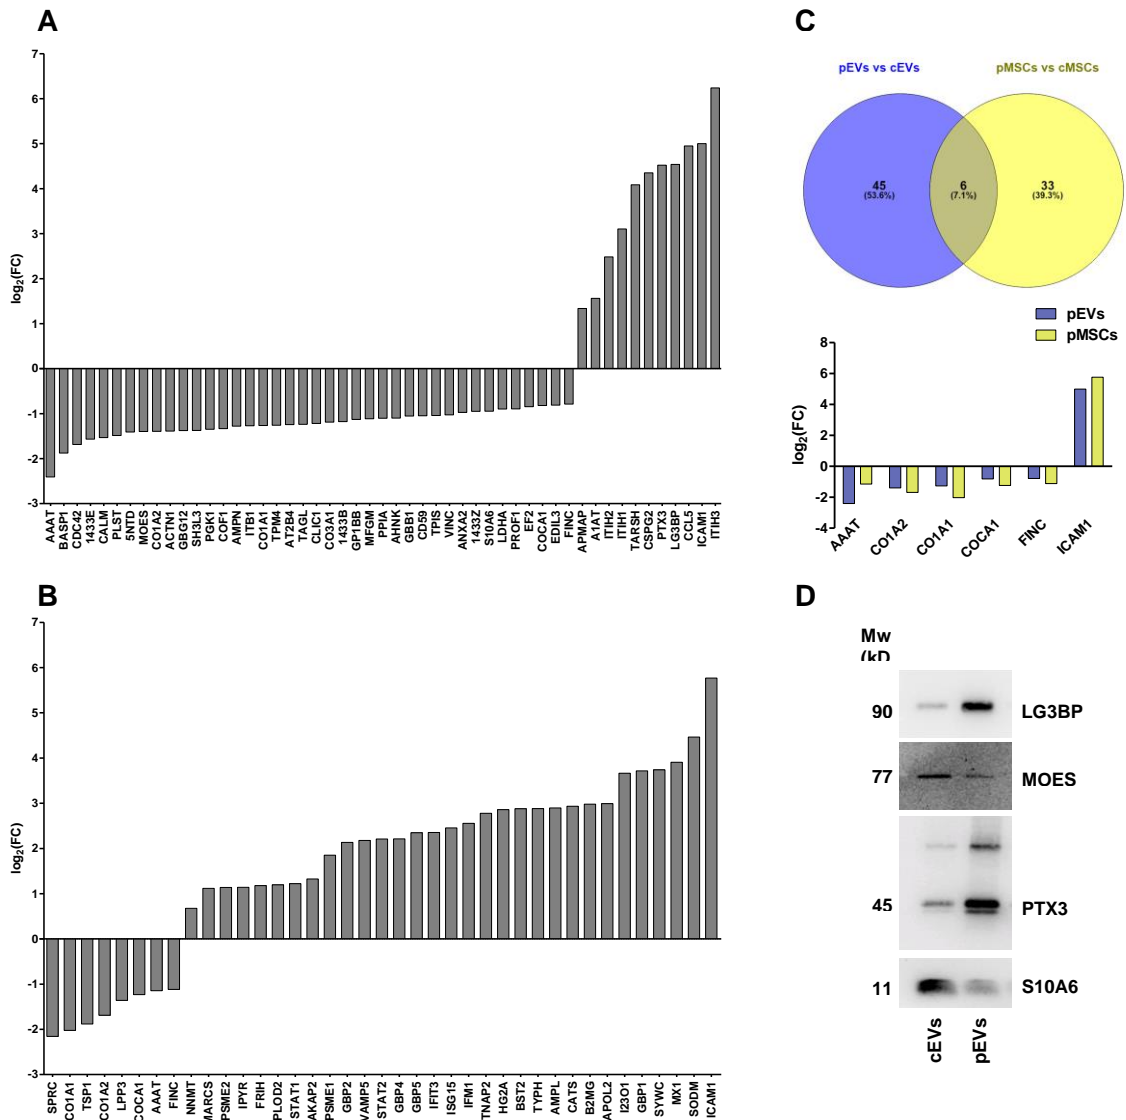 A
7
6
5
4
3
2
1
0
-1
-2
-3
log2(FC)
AAAT
BASP1
CDC42
1433E
CALM
PLST
5NTD
MOES
CO1A2
ACTN1
GBG12
SH3L3
PGK1
COF1
AMPN
ITB1
CO1A1
TPM4
AT2B4
TAGL
CLIC1
CO3A1
1433B
GP1BB
MFGM
PPIA
AHNK
GBB1
CD59
TPIS
VINC
ANXA2
1433Z
S10A6
LDHA
PROF1
EF2
COCA1
EDIL3
FINC
APMAP
A1AT
ITIH2
ITIH1
TARSH
CSPG2
PTX3
LG3BP
CCL5
ICAM1
ITIH3
B
7
6
5
4
3
2
1
0
-1
-2
-3
log2(FC)
SPRC
CO1A1
TSP1
CO1A2
LPP3
COCA1
AAAT
FINC
NNMT
MARCS
PSME2
IPYR
FRIH
PLOD2
STAT1
AKAP2
PSME1
GBP2
VAMP5
STAT2
GBP4
GBP5
IFIT3
ISG15
IFM1
TNAP2
HG2A
BST2
TYPH
AMPL
CATS
B2MG
APOL2
I23O1
GBP1
SYWC
MX1
SODM
ICAM1
C
pEVs vs cEVs
pMSCs vs cMSCs
45
(53.6%)
6
(7.1%)
33
(39.3%)
pEVs
pMSCs
8
6
4
2
0
-2
-4
log2(FC)
AAAT
CO1A2
CO1A1
COCA1
FINC
ICAM1
D
Mw
(kD
90
LG3BP
77
MOES
45
PTX3
11
S10A6
cEVs
pEVs